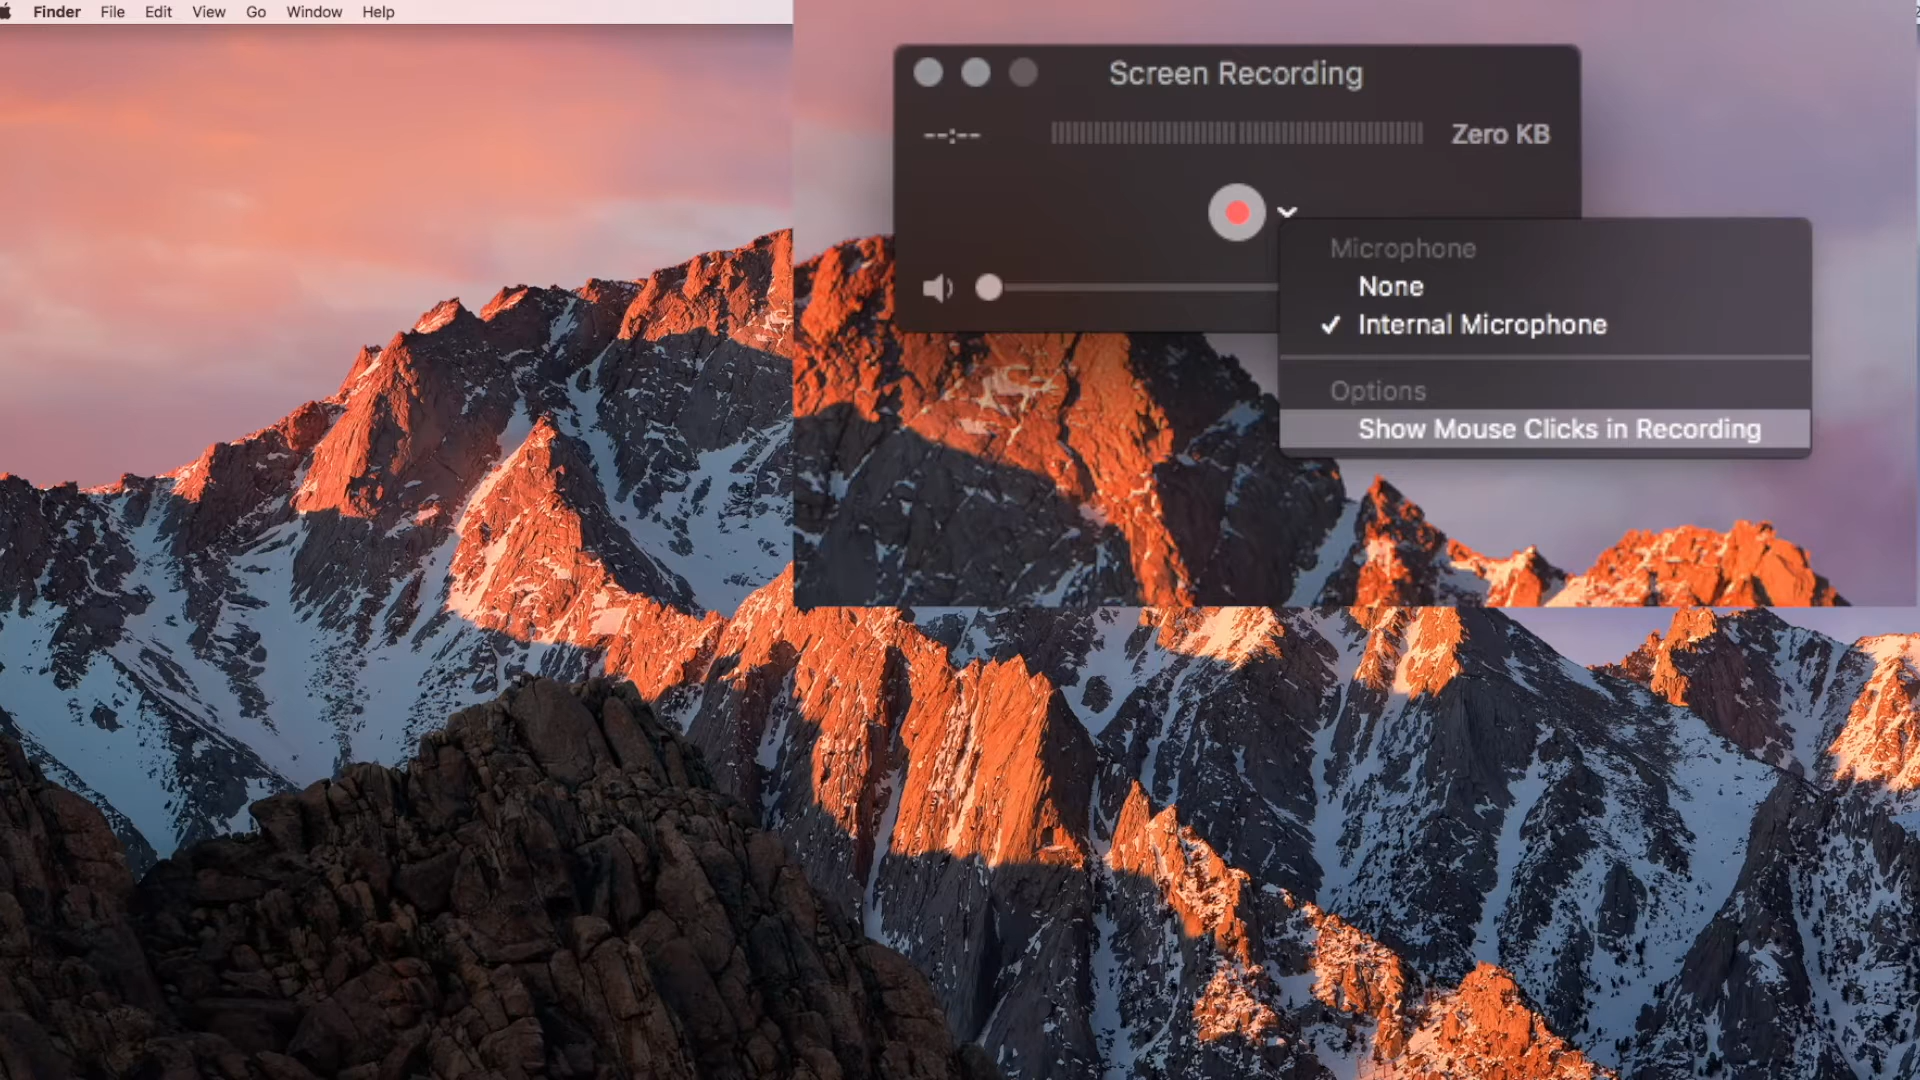 Finder File Edit View Go Window Help
Screen Recording
--:-- Zero KB
Microphone
None
✓ Internal Microphone
Options
Show Mouse Clicks in Recording